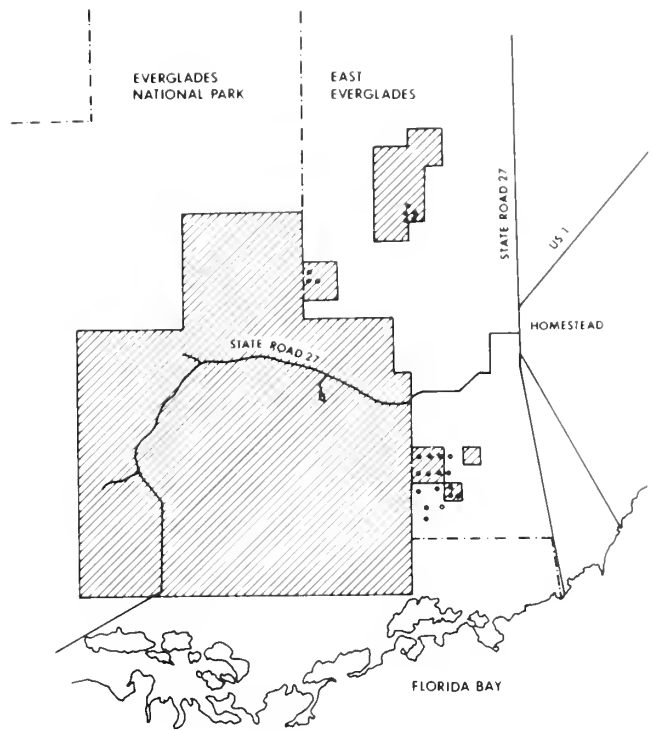 EVERGLADES
NATIONAL PARK
EAST
EVERGLADES
STATE ROAD 27
US 1
HOMESTEAD
STATE ROAD 27
FLORIDA BAY